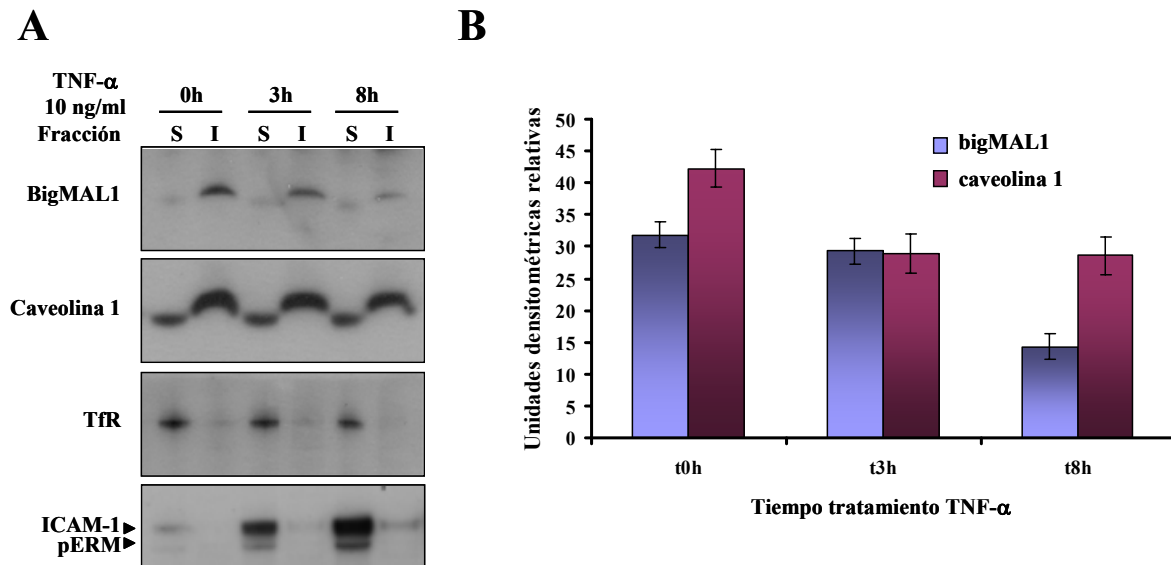 A
TNF-α
10 ng/ml
0h 3h 8h
Fracción S I S I S I
BigMAL1
Caveolina 1
TfR
ICAM-1
pERM
B
Unidades densitométricas relativas
50
45
40
35
30
25
20
15
10
5
0
bigMAL1
caveolina 1
t0h t3h t8h
Tiempo tratamiento TNF-α